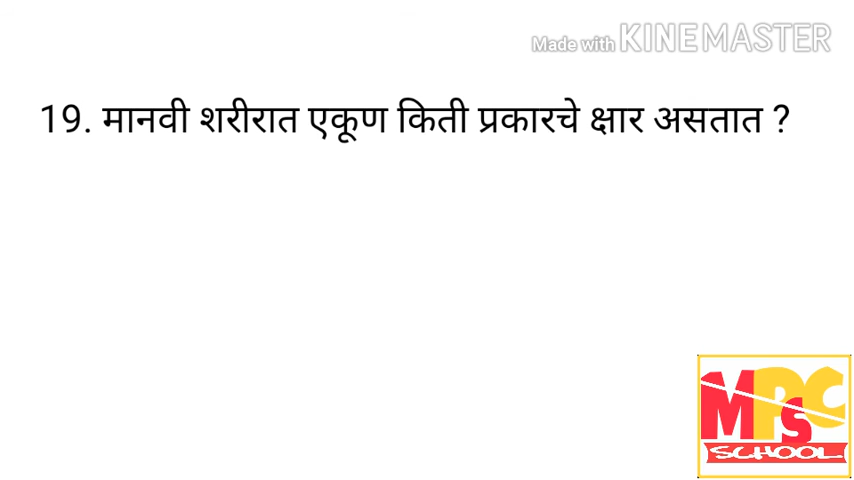 Made with KINEMASTER
19. मानवी शरीरात एकूण किती प्रकारचे क्षार असतात ?
MPSC
SCHOOL